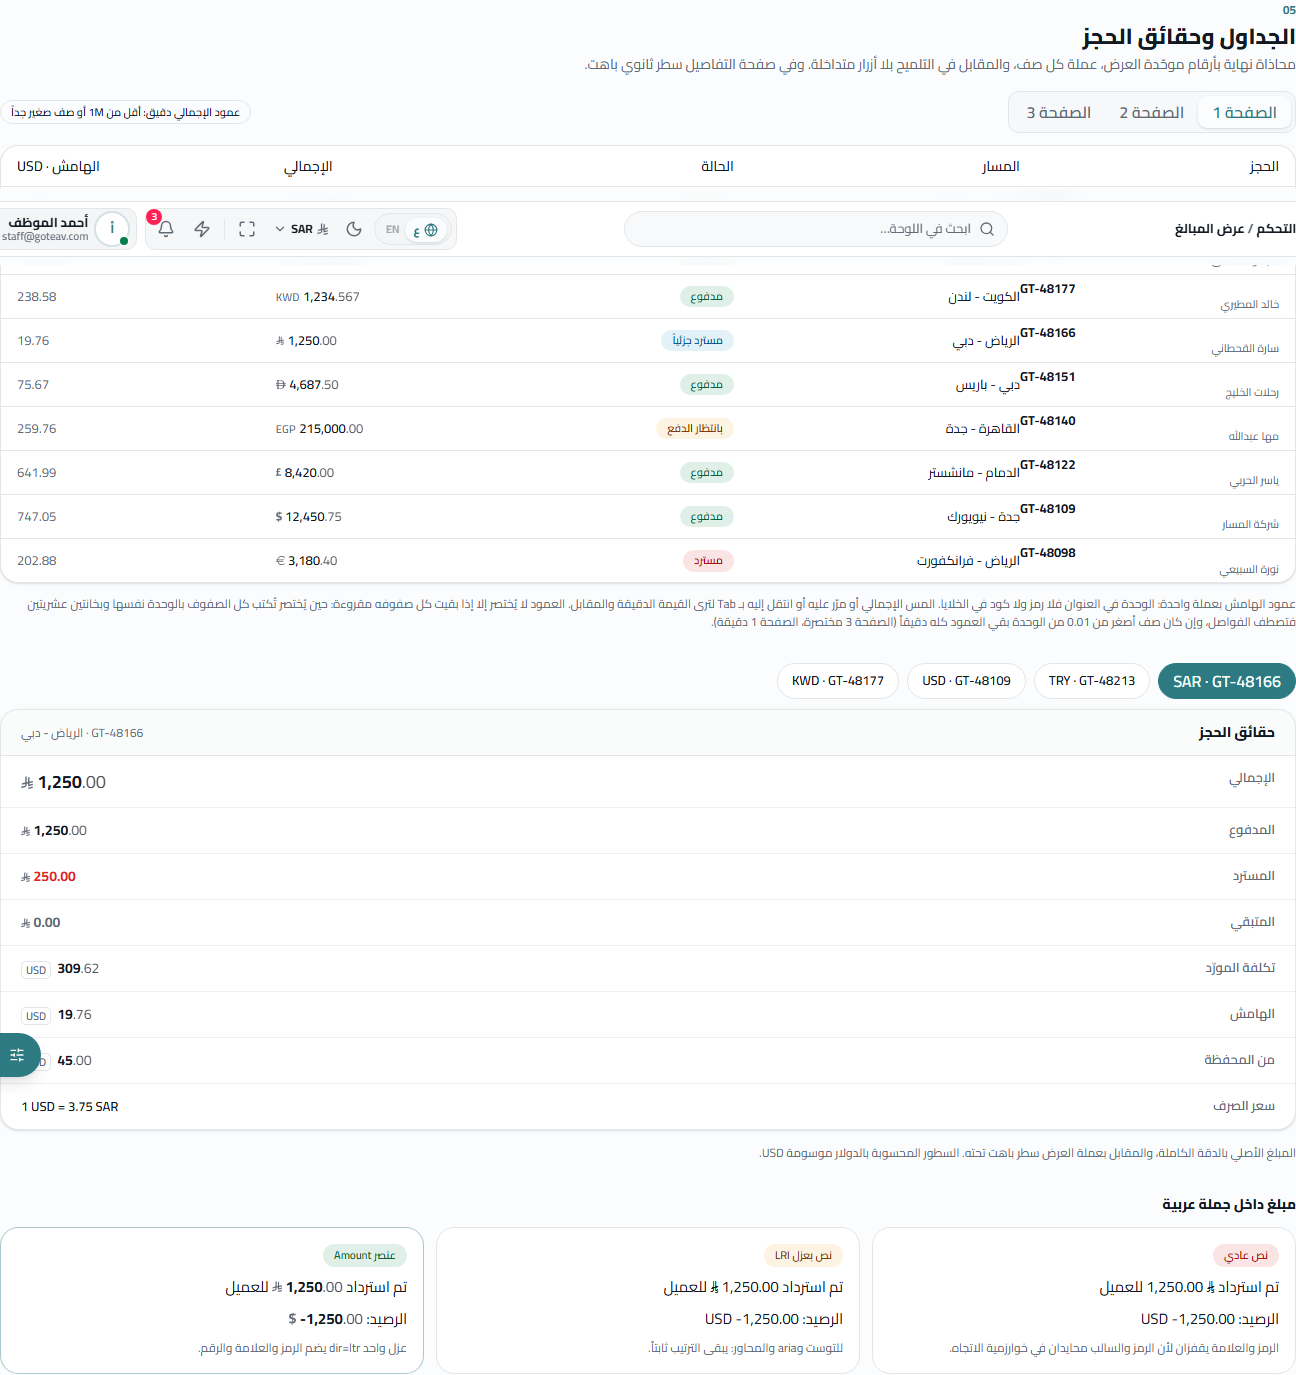 05
الجداول وحقائق الحجز
محاذاة نهاية بأرقام موحّدة العرض، عملة كل صف، والمقابل في التلميح بلا أزرار متداخلة. وفي صفحة التفاصيل سطر ثانوي باهت.
الصفحة 1 الصفحة 2 الصفحة 3
عمود الإجمالي دقيق: أقل من 1M أو صف صغير جداً
الحجز المسار الحالة الإجمالي الهامش · USD
التحكم / عرض المبالغ
ابحث في اللوحة...
ع EN
SAR
3
أحمد الموظف
staff@goteav.com
GT-48177 خالد المطيري الكويت - لندن مدفوع KWD 1,234.567 238.58
GT-48166 سارة القحطاني الرياض - دبي مسترد جزئياً 1,250.00 19.76
GT-48151 رحلات الخليج دبي - باريس مدفوع 4,687.50 75.67
GT-48140 مها عبدالله القاهرة - جدة بانتظار الدفع EGP 215,000.00 259.76
GT-48122 ياسر الحربي الدمام - مانشستر مدفوع £ 8,420.00 641.99
GT-48109 شركة المسار جدة - نيويورك مدفوع $ 12,450.75 747.05
GT-48098 نورة السبيعي الرياض - فرانكفورت مسترد € 3,180.40 202.88
عمود الهامش بعملة واحدة: الوحدة في العنوان فلا رمز ولا كود في الخلايا. المس الإجمالي أو مرّر عليه أو انتقل إليه بـ Tab لترى القيمة الدقيقة والمقابل. العمود لا يُختصر إلا إذا بقيت كل صفوفه مقروءة: حين يُختصر تُكتب كل الصفوف بالوحدة نفسها وبخانتين عشريتين
فتصطف الفواصل، وإن كان صف أصغر من 0.01 من الوحدة بقي العمود كله دقيقاً (الصفحة 3 مختصرة، الصفحة 1 دقيقة).
SAR · GT-48166 TRY · GT-48213 USD · GT-48109 KWD · GT-48177
حقائق الحجز GT-48166 · الرياض - دبي
الإجمالي 1,250.00
المدفوع 1,250.00
المسترد 250.00
المتبقي 0.00
تكلفة المورّد USD 309.62
الهامش USD 19.76
من المحفظة 45.00
سعر الصرف 1 USD = 3.75 SAR
المبلغ الأصلي بالدقة الكاملة، والمقابل بعملة العرض سطر باهت تحته. السطور المحسوبة بالدولار موسومة USD.
مبلغ داخل جملة عربية
نص عادي
تم استرداد 1,250.00 للعميل
الرصيد: USD -1,250.00
الرمز والعلامة يقفزان لأن الرمز والسالب محايدان في خوارزمية الاتجاه.
نص بعزل LRI
تم استرداد 1,250.00 للعميل
الرصيد: USD -1,250.00
للتوست وaria والمحاور: يبقى الترتيب ثابتاً.
عنصر Amount
تم استرداد 1,250.00 للعميل
الرصيد: $ -1,250.00
عزل واحد dir=ltr يضم الرمز والعلامة والرقم.